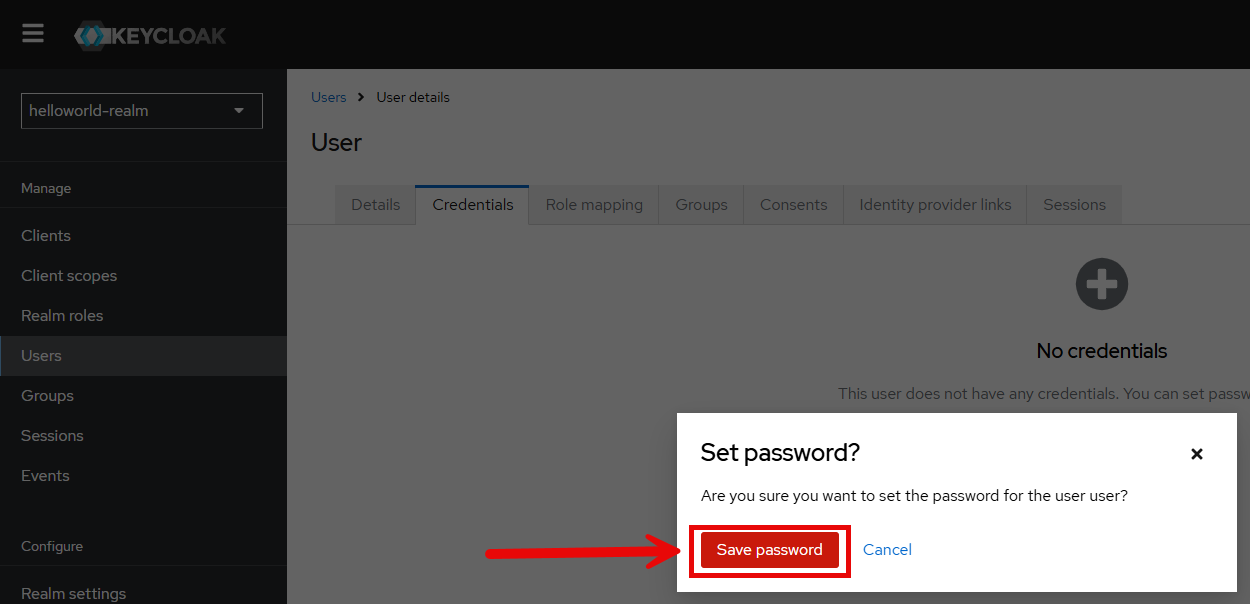 KEYCLOAK
helloworld-realm
Manage
Clients
Client scopes
Realm roles
Users
Groups
Sessions
Events
Configure
Realm settings
Users > User details
User
Details Credentials Role mapping Groups Consents Identity provider links Sessions
No credentials
This user does not have any credentials. You can set passw
Set password?
Are you sure you want to set the password for the user user?
Save password Cancel